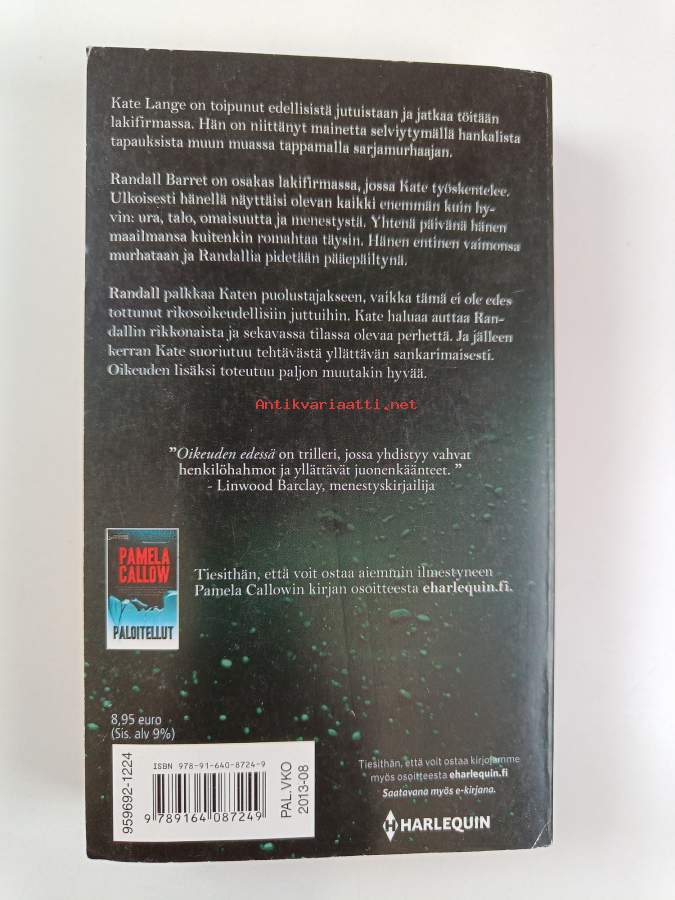 Kate Lange on toipunut edellisistä jutuistaan ja jatkaa töitään
lakifirmassa. Hän on niittänyt mainetta selviytymällä hankalista
tapauksista muun muassa tappamalla sarjamurhaajan.
Randall Barret on osakas lakifirmassa, jossa Kate työskentelee.
Ulkoisesti hänellä näyttäisi olevan kaikki enemmän kuin hy-
vin: ura, talo, omaisuutta ja menestystä. Yhtenä päivänä hänen
maailmansa kuitenkin romahtaa täysin. Hänen entinen vaimonsa
murhataan ja Randallia pidetään pääepäiltynä.
Randall palkkaa Katen puolustajakseen, vaikka tämä ei ole edes
tottunut rikosoikeudellisiin juttuihin. Kate haluaa auttaa Ran-
dallin rikkonaista ja sekavassa tilassa olevaa perhettä. Ja jälleen
kerran Kate suoriutuu tehtävästä yllättävän sankarimaisesti.
Oikeuden lisäksi toteutuu paljon muutakin hyvää.
Antikvariaatti.net
”Oikeuden edessä on trilleri, jossa yhdistyy vahvat
henkilöhahmot ja yllättävät juonenkäänteet. ”
- Linwood Barclay, menestyskirjailija
PAMELA
CALLOW
PALOITELLUT
Tiesithän, että voit ostaa aiemmin ilmestyneen
Pamela Callowin kirjan osoitteesta eharlequin.fi.
8,95 euro
(Sis. alv 9%)
959692-1224
ISBN 978-91-640-8724-9
9 789164 087249
PAL.VKO
2013-08
Tiesithän, että voit ostaa kirjojamme
myös osoitteesta eharlequin.fi
Saatavana myös e-kirjana.
HARLEQUIN